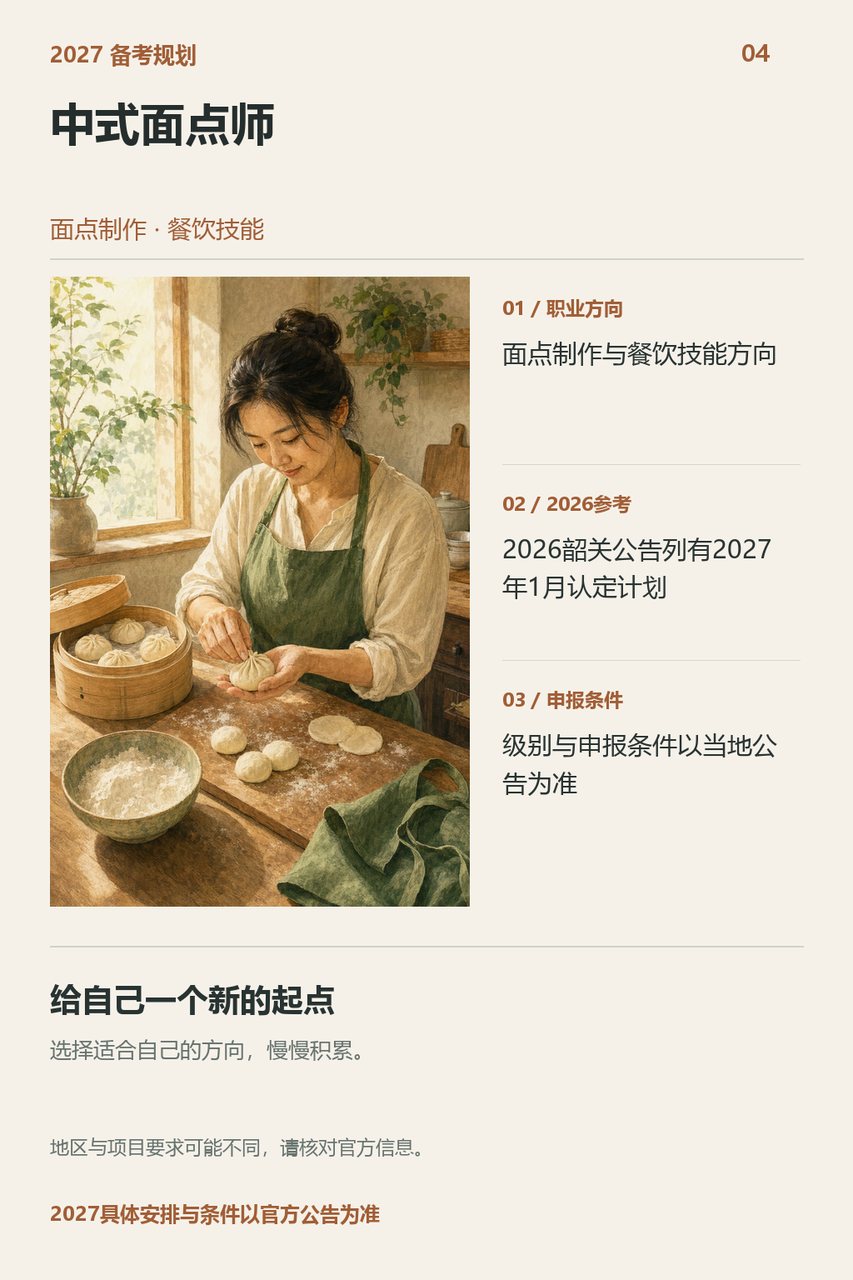 2027 备考规划
04
中式面点师
面点制作 · 餐饮技能
01 / 职业方向
面点制作与餐饮技能方向
02 / 2026参考
2026韶关公告列有2027
年1月认定计划
03 / 申报条件
级别与申报条件以当地公
告为准
给自己一个新的起点
选择适合自己的方向，慢慢积累。
地区与项目要求可能不同，请核对官方信息。
2027具体安排与条件以官方公告为准